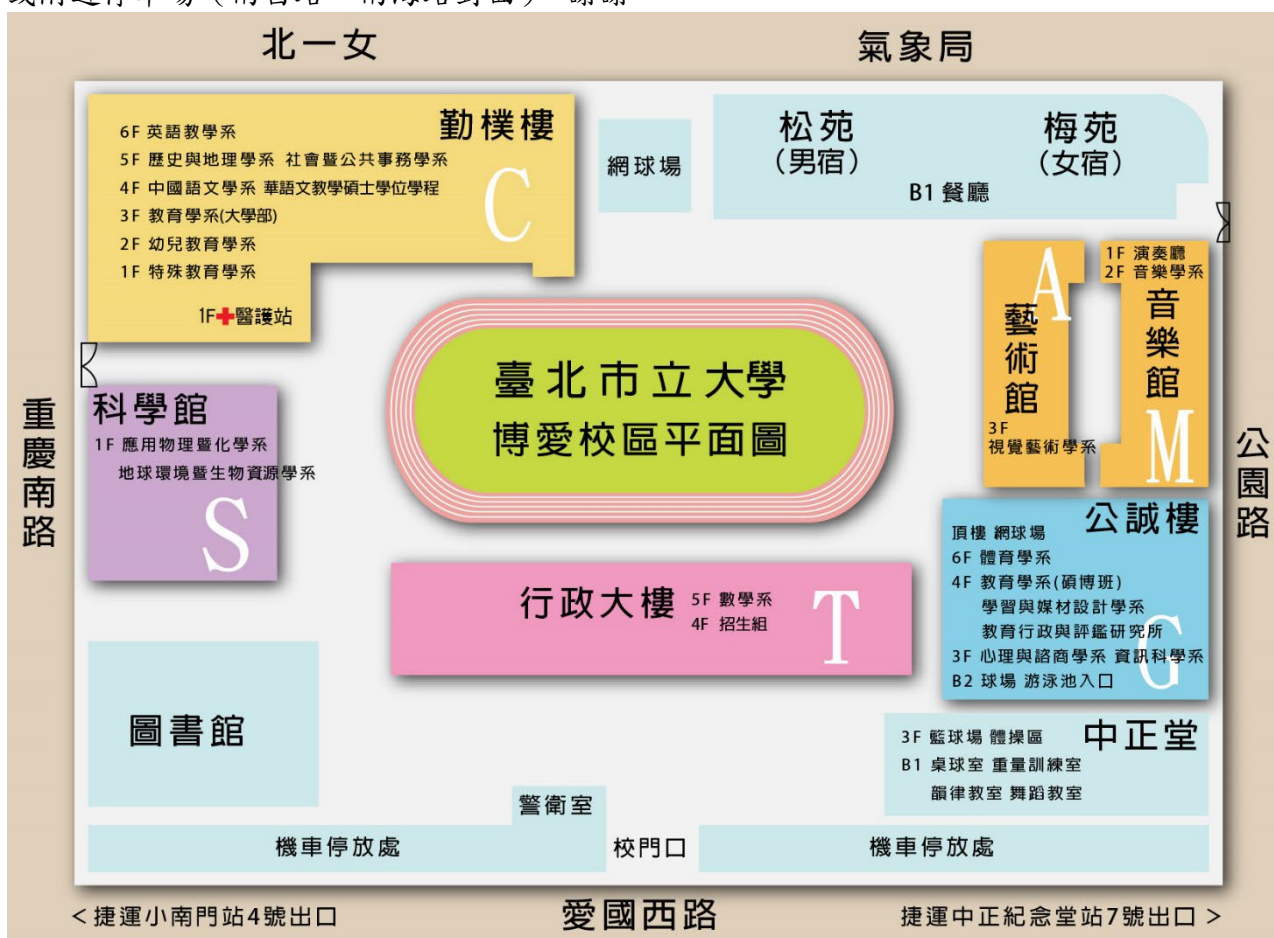 北一女
氣象局
勤樸樓
6F 英語教學系
5F 歷史與地理學系 社會暨公共事務學系
4F 中國語文學系 華語文教學碩士學位學程
3F 教育學系(大學部)
2F 幼兒教育學系
1F 特殊教育學系
1F 醫護站
C
網球場
松苑
(男宿)
梅苑
(女宿)
B1 餐廳
A
藝術館
3F
視覺藝術學系
1F 演奏廳
2F 音樂學系
音樂館
M
臺北市立大學
博愛校區平面圖
重慶南路
科學館
1F 應用物理暨化學系
地球環境暨生物資源學系
S
公園路
公誠樓
頂樓 網球場
6F 體育學系
4F 教育學系(碩博班)
學習與媒材設計學系
教育行政與評鑑研究所
3F 心理與諮商學系 資訊科學系
B2 球場 游泳池入口
G
行政大樓
5F 數學系
4F 招生組
T
圖書館
中正堂
3F 籃球場 體操區
B1 桌球室 重量訓練室
韻律教室 舞蹈教室
警衛室
機車停放處
校門口
機車停放處
<捷運小南門站4號出口
愛國西路
捷運中正紀念堂站7號出口>